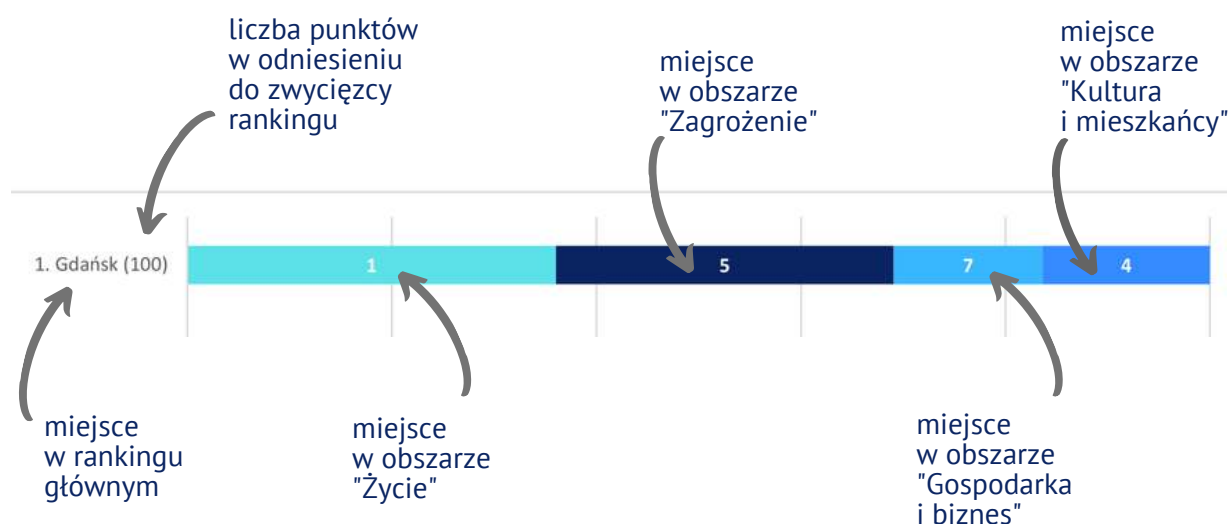 liczba punktów
w odniesieniu
do zwycięzcy
rankingu
miejsce
w obszarze
"Zagrożenie"
miejsce
w obszarze
"Kultura
i mieszkańcy"
1. Gdańsk (100)
1
5
7
4
miejsce
w rankingu
głównym
miejsce
w obszarze
"Życie"
miejsce
w obszarze
"Gospodarka
i biznes"